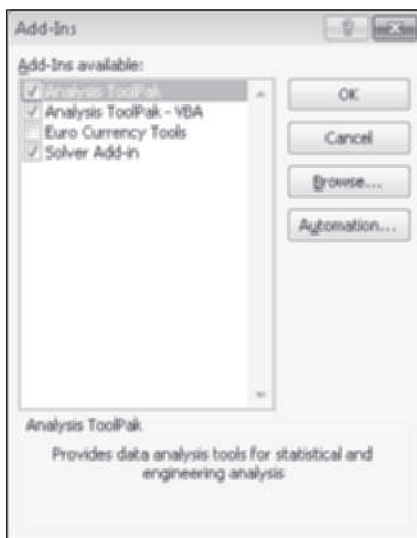 Add-Ins
Add-Ins available:
Analysis ToolPak
Analysis ToolPak - VBA
Euro Currency Tools
Solver Add-in
OK
Cancel
Browse...
Automation...
Analysis ToolPak
Provides data analysis tools for statistical and
engineering analysis